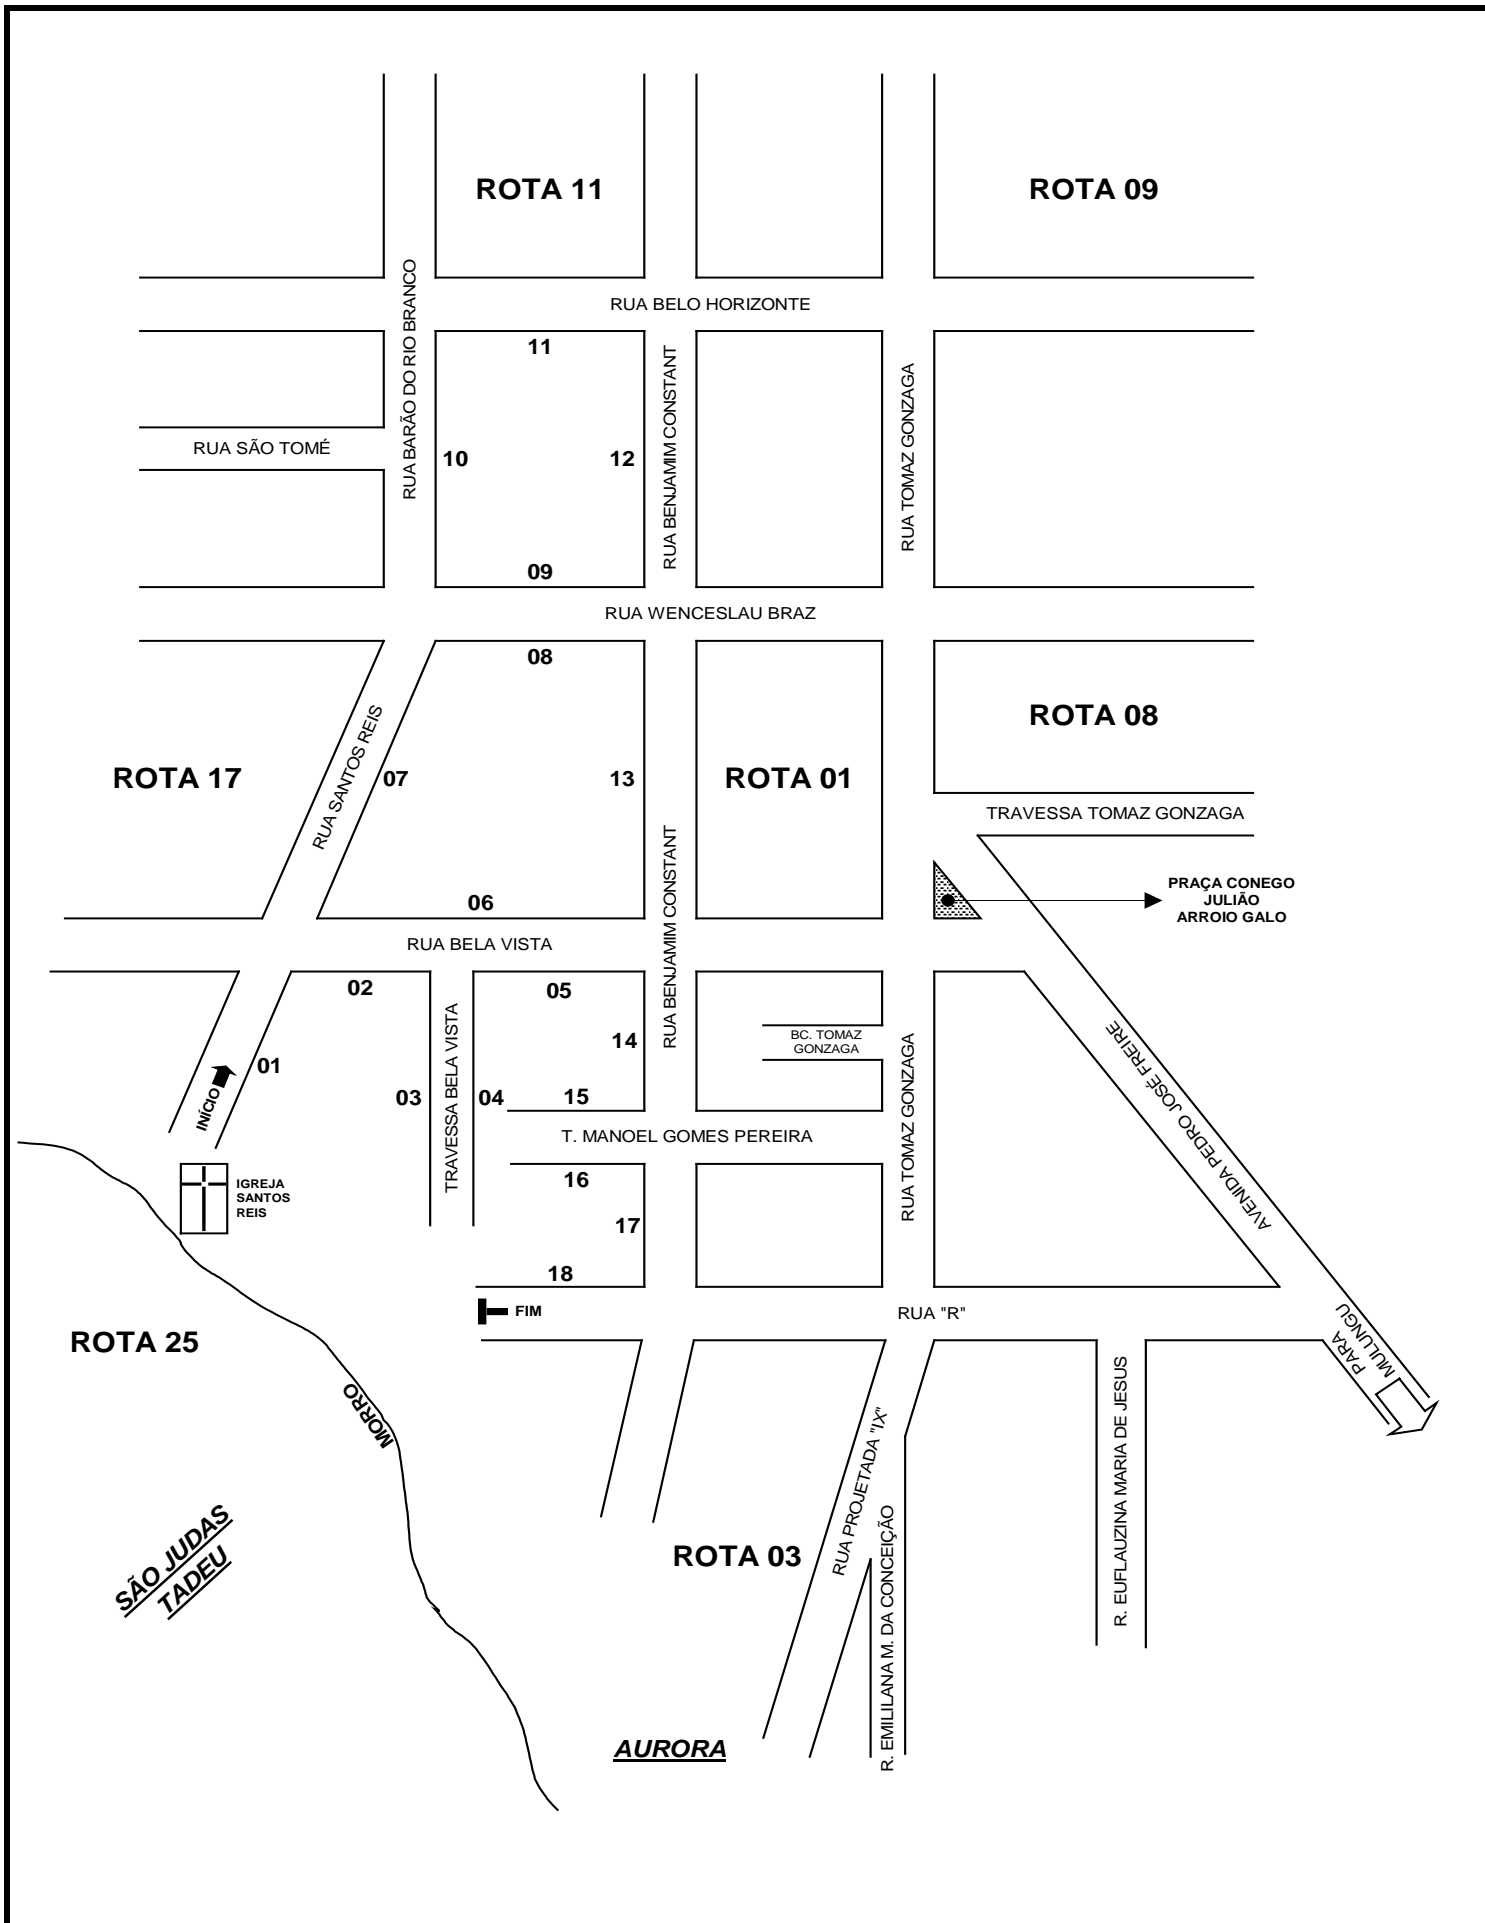 ROTA 11
ROTA 09
RUA BARÃO DO RIO BRANCO
RUA BELO HORIZONTE
11
RUA BENJAMIM CONSTANT
RUA TOMAZ GONZAGA
RUA SÃO TOMÉ
10
12
09
RUA WENCESLAU BRAZ
08
RUA SANTOS REIS
ROTA 17
07
13
ROTA 01
ROTA 08
TRAVESSA TOMAZ GONZAGA
PRAÇA CONEGO
JULIÃO
ARROIO GALO
06
RUA BELA VISTA
RUA BENJAMIM CONSTANT
02
05
01
INÍCIO
03
TRAVESSA BELA VISTA
04
14
15
BC. TOMAZ
GONZAGA
RUA TOMAZ GONZAGA
AVENIDA PEDRO JOSÉ FREIRE
T. MANOEL GOMES PEREIRA
IGREJA
SANTOS
REIS
16
17
18
FIM
RUA "R"
PARA
MULUNGU
ROTA 25
MORRO
RUA PROJETADA "IX"
R. EMILILANA M. DA CONCEIÇÃO
R. EUFLAUZINA MARIA DE JESUS
SÃO JUDAS
TADEU
ROTA 03
AURORA